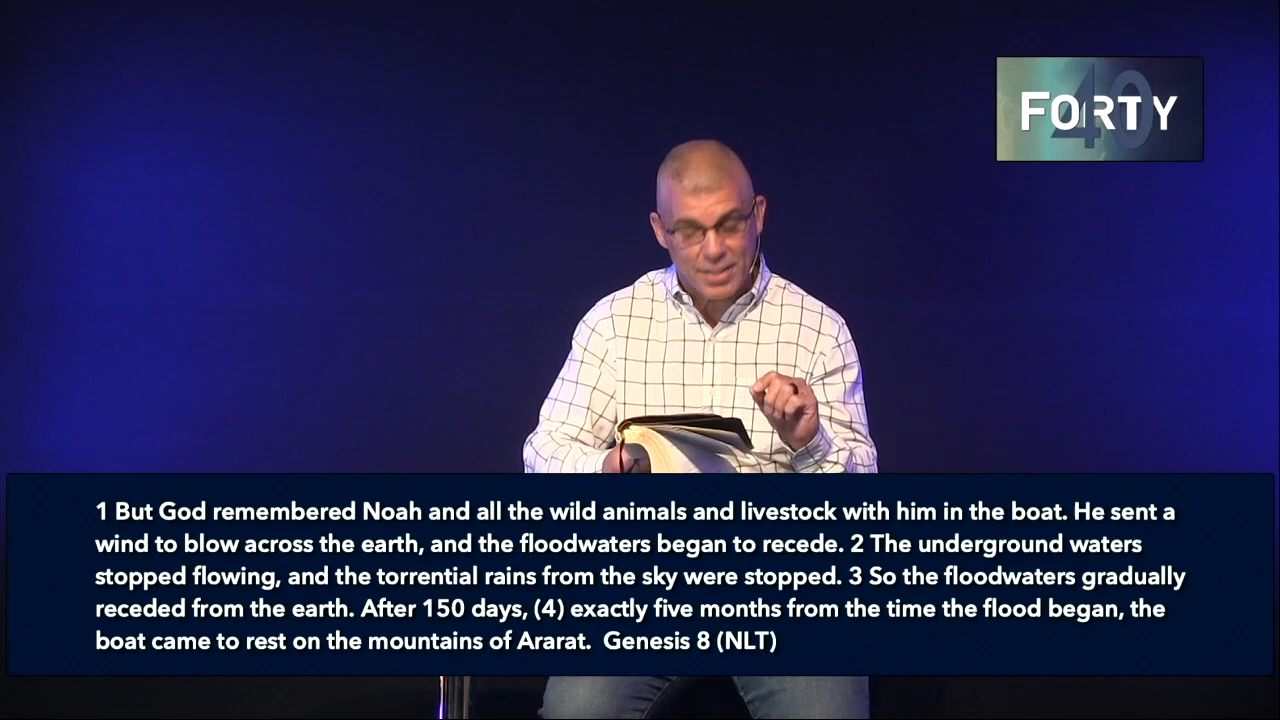 40
FORTY
1 But God remembered Noah and all the wild animals and livestock with him in the boat. He sent a
wind to blow across the earth, and the floodwaters began to recede. 2 The underground waters
stopped flowing, and the torrential rains from the sky were stopped. 3 So the floodwaters gradually
receded from the earth. After 150 days, (4) exactly five months from the time the flood began, the
boat came to rest on the mountains of Ararat.  Genesis 8 (NLT)